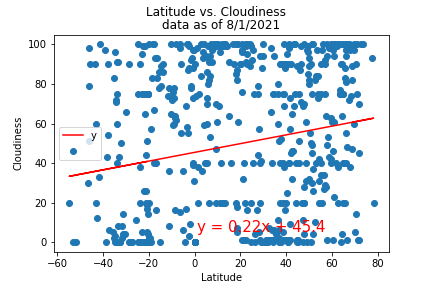 Latitude vs. Cloudiness
data as of 8/1/2021
100
80
60
40
20
0
Cloudiness
y
y = 0.22x + 45.4
−60 −40 −20 0 20 40 60 80
Latitude